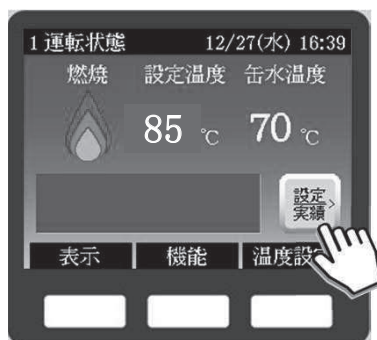 1 運転状態 12/27(水) 16:39
燃焼 設定温度 缶水温度
85 ℃ 70 ℃
設定
実績
表示 機能 温度設